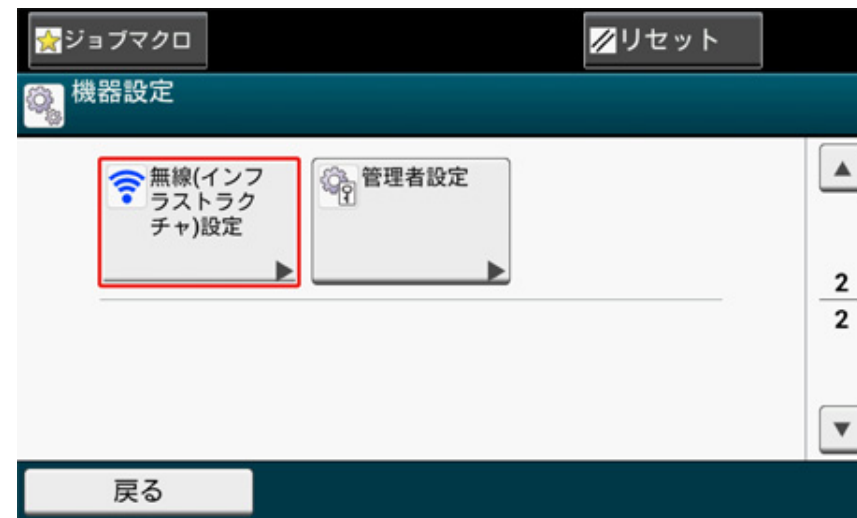 ジョブマクロ
リセット
機器設定
無線(インフ
ラストラク
チャ)設定
管理者設定
▲
2
2
▼
戻る